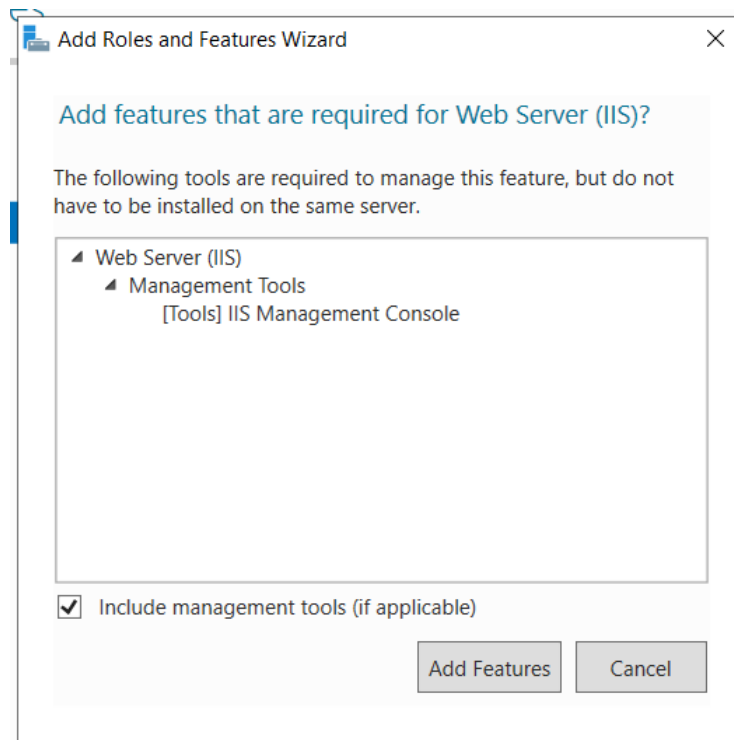 Add Roles and Features Wizard
Add features that are required for Web Server (IIS)?
The following tools are required to manage this feature, but do not
have to be installed on the same server.
Web Server (IIS)
Management Tools
[Tools] IIS Management Console
Include management tools (if applicable)
Add Features
Cancel